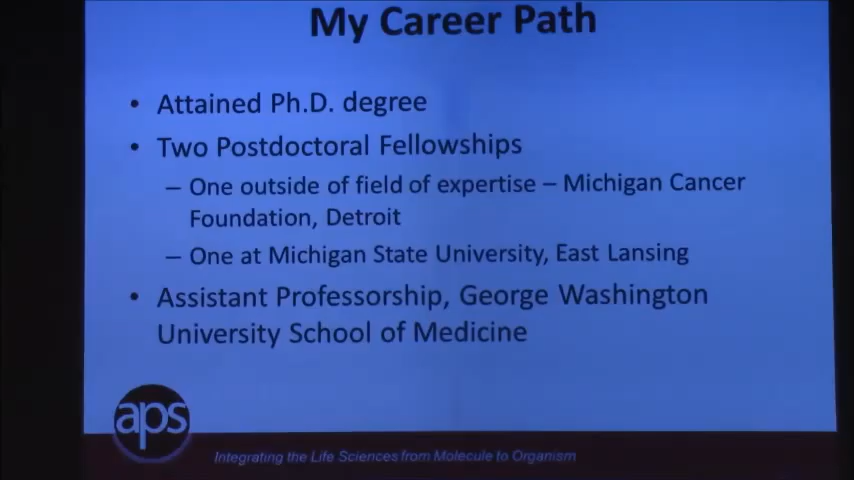 My Career Path
• Attained Ph.D. degree
• Two Postdoctoral Fellowships
– One outside of field of expertise – Michigan Cancer
Foundation, Detroit
– One at Michigan State University, East Lansing
• Assistant Professorship, George Washington
University School of Medicine
aps
Integrating the Life Sciences from Molecule to Organism